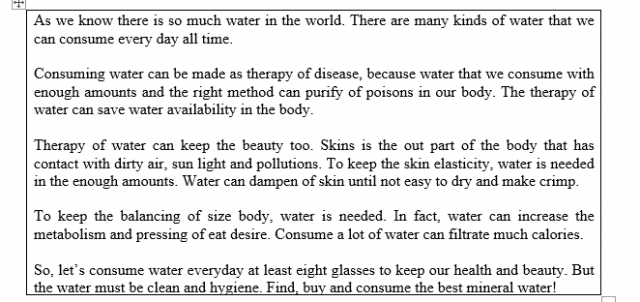 As we know there is so much water in the world. There are many kinds of water that we
can consume every day all time.
Consuming water can be made as therapy of disease, because water that we consume with
enough amounts and the right method can purify of poisons in our body. The therapy of
water can save water availability in the body.
Therapy of water can keep the beauty too. Skins is the out part of the body that has
contact with dirty air, sun light and pollutions. To keep the skin elasticity, water is needed
in the enough amounts. Water can dampen of skin until not easy to dry and make crimp.
To keep the balancing of size body, water is needed. In fact, water can increase the
metabolism and pressing of eat desire. Consume a lot of water can filtrate much calories.
So, let's consume water everyday at least eight glasses to keep our health and beauty. But
the water must be clean and hygiene. Find, buy and consume the best mineral water!